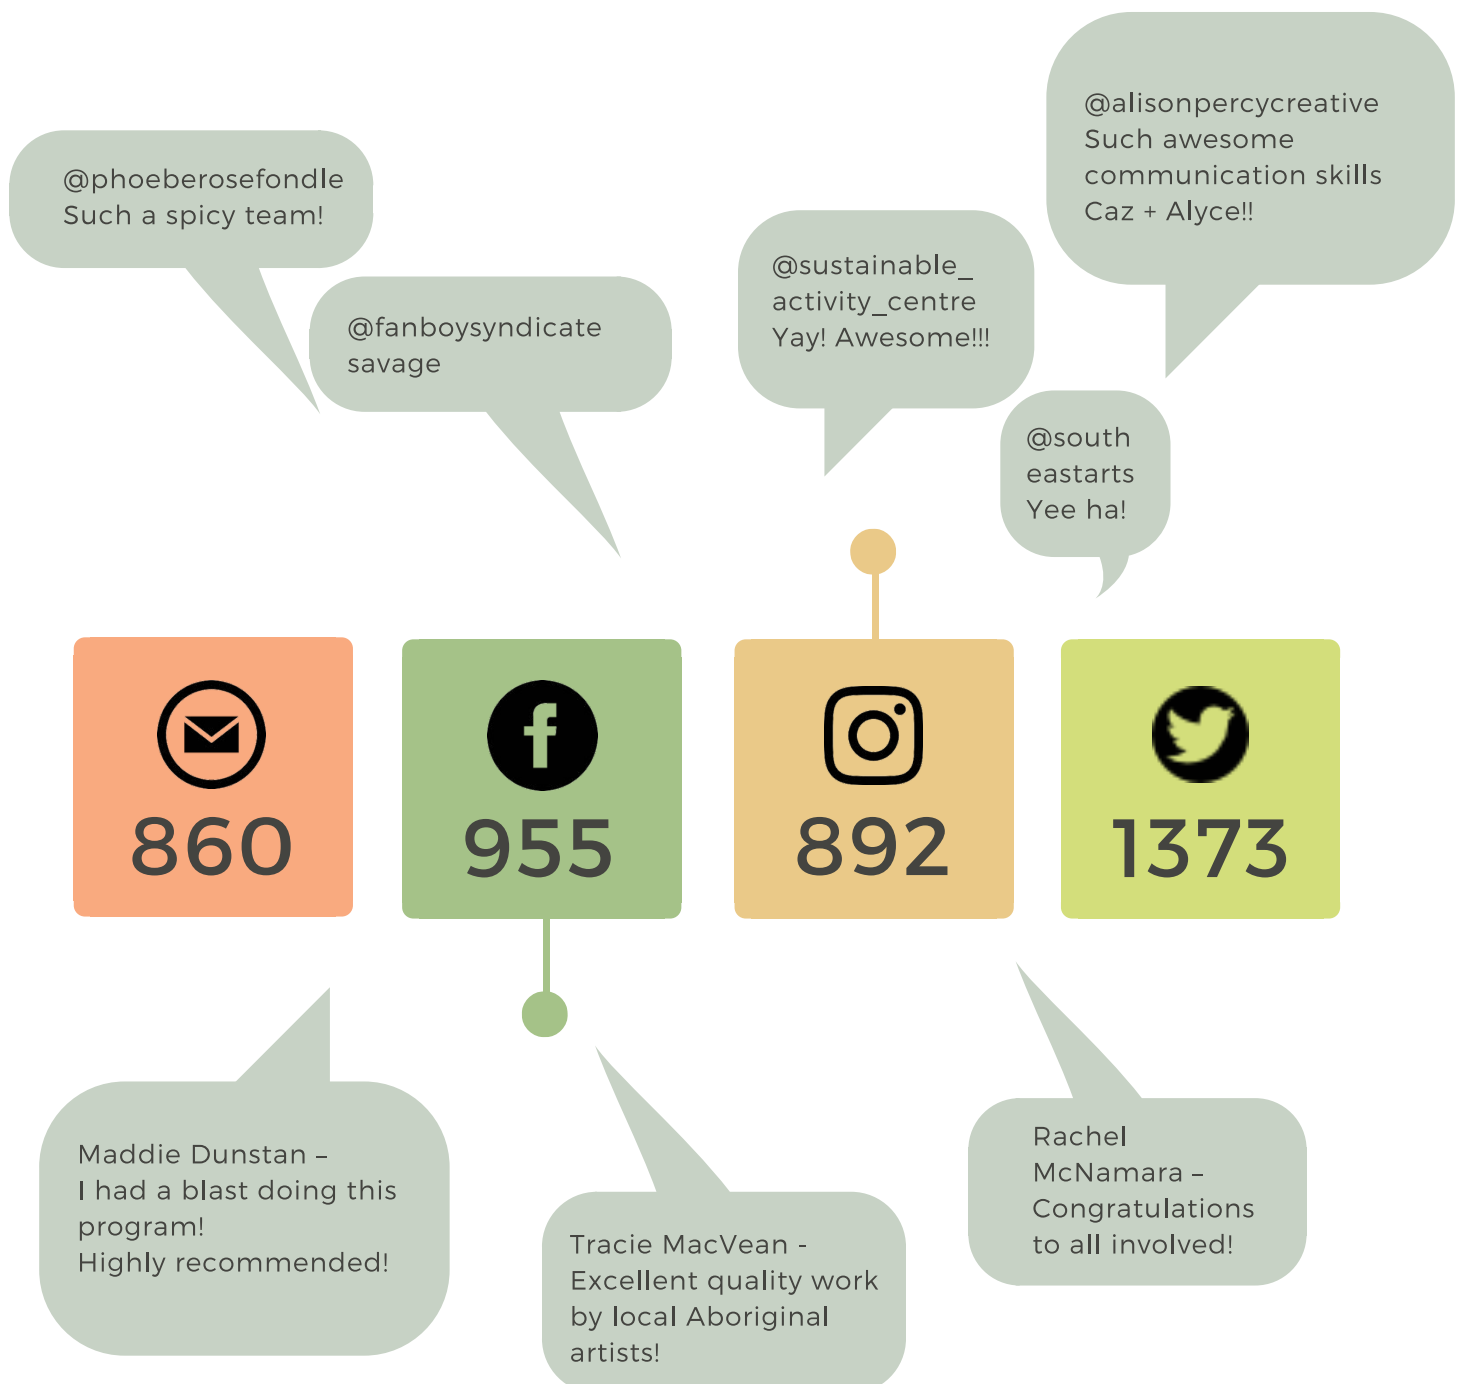 @phoeberosefondle
Such a spicy team!
@fanboysyndicate
savage
@sustainable_
activity_centre
Yay! Awesome!!!
@alisonpercycreative
Such awesome
communication skills
Caz + Alyce!!
@south
eastarts
Yee ha!
860
955
892
1373
Maddie Dunstan –
I had a blast doing this
program!
Highly recommended!
Tracie MacVean -
Excellent quality work
by local Aboriginal
artists!
Rachel
McNamara –
Congratulations
to all involved!